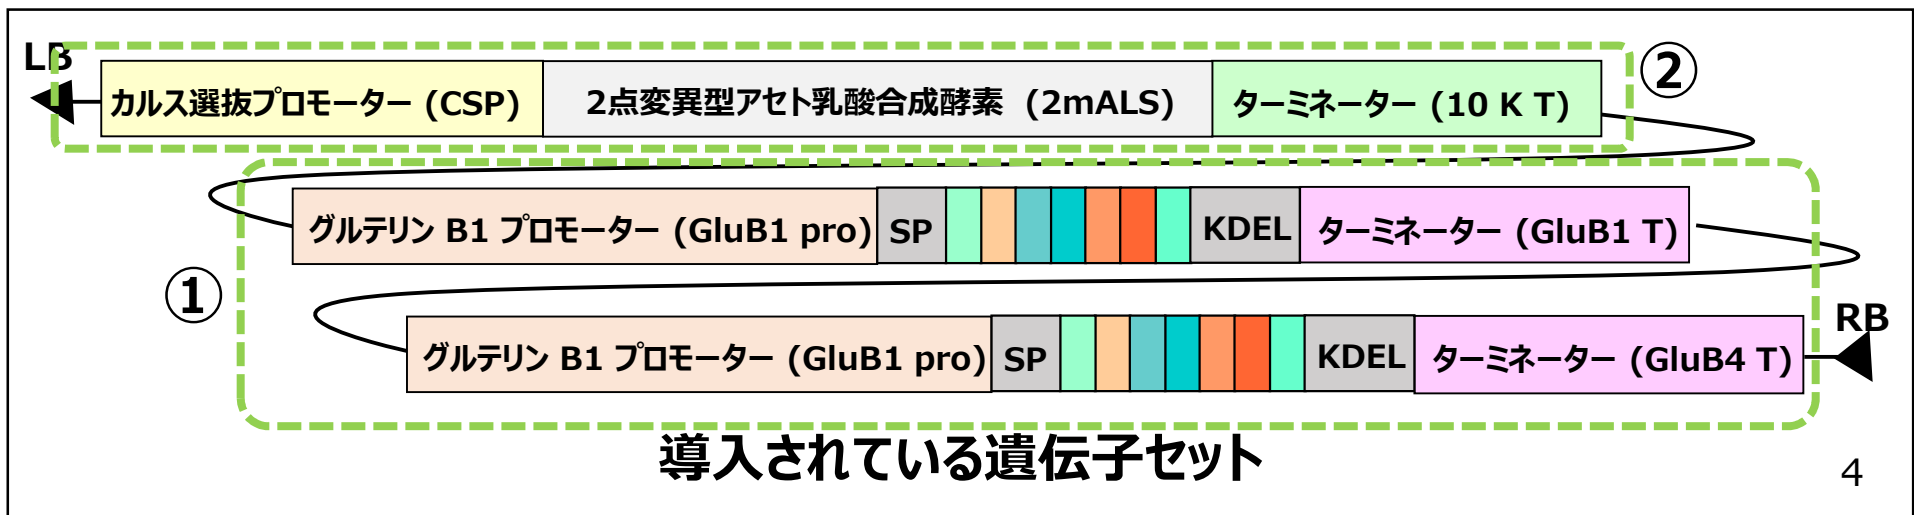 LB
カルス選抜プロモーター (CSP) 2点変異型アセト乳酸合成酵素 (2mALS) ターミネーター (10 K T) ②
グルテリン B1 プロモーター (GluB1 pro) SP KDEL ターミネーター (GluB1 T)
①
RB
グルテリン B1 プロモーター (GluB1 pro) SP KDEL ターミネーター (GluB4 T)
導入されている遺伝子セット
4